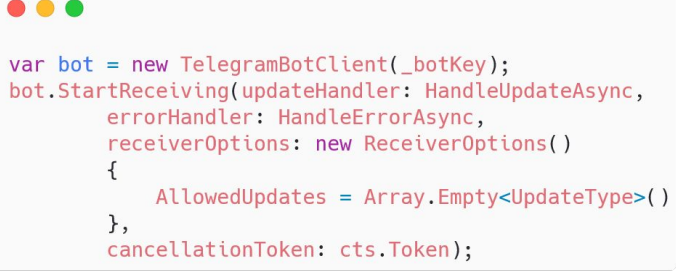 var bot = new TelegramBotClient(_botKey);
bot.StartReceiving(updateHandler: HandleUpdateAsync,
        errorHandler: HandleErrorAsync,
        receiverOptions: new ReceiverOptions()
        {
            AllowedUpdates = Array.Empty<UpdateType>()
        },
        cancellationToken: cts.Token);